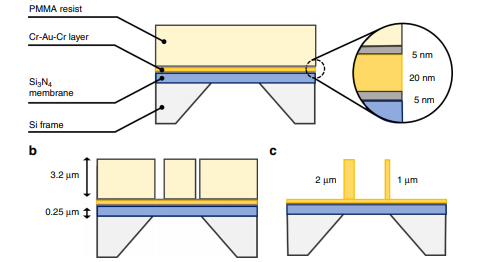 PMMA resist
Cr-Au-Cr layer
Si₃N₄
membrane
Si frame
5 nm
20 nm
5 nm
b
3.2 μm
0.25 μm
c
2 μm
1 μm